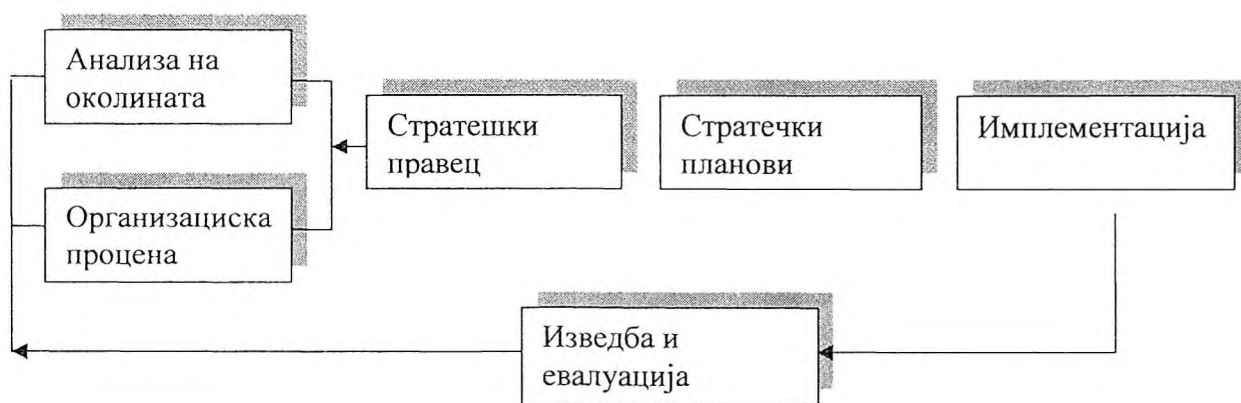 Анализа на
околината
Организациска
процена
Стратешки
правец
Стратечки
планови
Имплементација
Изведба и
евалуација